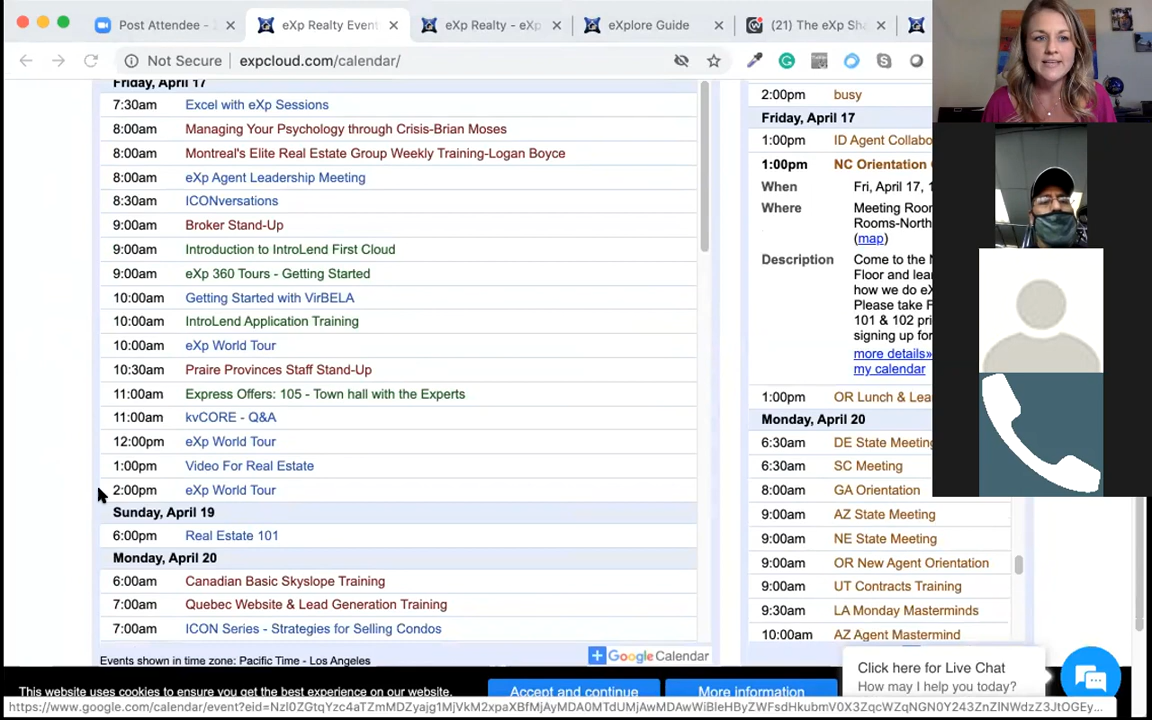 Post Attendee -
eXp Realty Event
eXp Realty - eXp
eXplore Guide
(21) The eXp Sha
Not Secure
expcloud.com/calendar/
Friday, April 17
7:30am Excel with eXp Sessions
8:00am Managing Your Psychology through Crisis-Brian Moses
8:00am Montreal's Elite Real Estate Group Weekly Training-Logan Boyce
8:00am eXp Agent Leadership Meeting
8:30am ICONversations
9:00am Broker Stand-Up
9:00am Introduction to IntroLend First Cloud
9:00am eXp 360 Tours - Getting Started
10:00am Getting Started with VirBELA
10:00am IntroLend Application Training
10:00am eXp World Tour
10:30am Praire Provinces Staff Stand-Up
11:00am Express Offers: 105 - Town hall with the Experts
11:00am kvCORE - Q&A
12:00pm eXp World Tour
1:00pm Video For Real Estate
2:00pm eXp World Tour
Sunday, April 19
6:00pm Real Estate 101
Monday, April 20
6:00am Canadian Basic Skyslope Training
7:00am Quebec Website & Lead Generation Training
7:00am ICON Series - Strategies for Selling Condos
Events shown in time zone: Pacific Time - Los Angeles
Google Calendar
2:00pm busy
Friday, April 17
1:00pm ID Agent Collabo
1:00pm NC Orientation
When Fri, April 17, 1
Where Meeting Roo
Rooms-North
(map)
Description Come to the N
Floor and lea
how we do eX
Please take F
101 & 102 pri
signing up for
more details»
my calendar
1:00pm OR Lunch & Lea
Monday, April 20
6:30am DE State Meeting
6:30am SC Meeting
8:00am GA Orientation
9:00am AZ State Meeting
9:00am NE State Meeting
9:00am OR New Agent Orientation
9:00am UT Contracts Training
9:30am LA Monday Masterminds
10:00am AZ Agent Mastermind
Click here for Live Chat
How may I help you today?
This website uses cookies to ensure you get the best experience on our website.
Accept and continue
More information